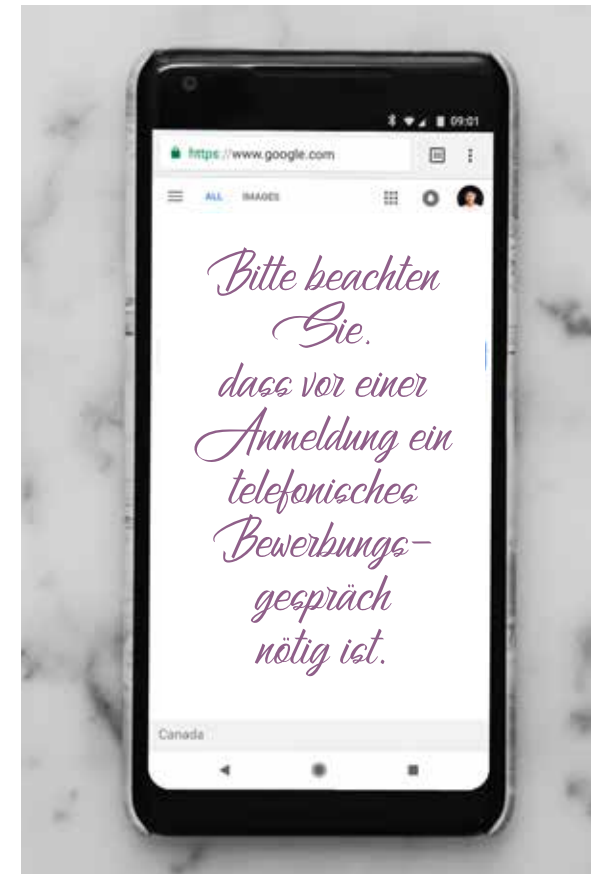 09:01
https://www.google.com
ALL IMAGES
Bitte beachten
Sie.
dass vor einer
Anmeldung ein
telefonisches
Bewerbungs-
gespräch
nötig ist.
Canada